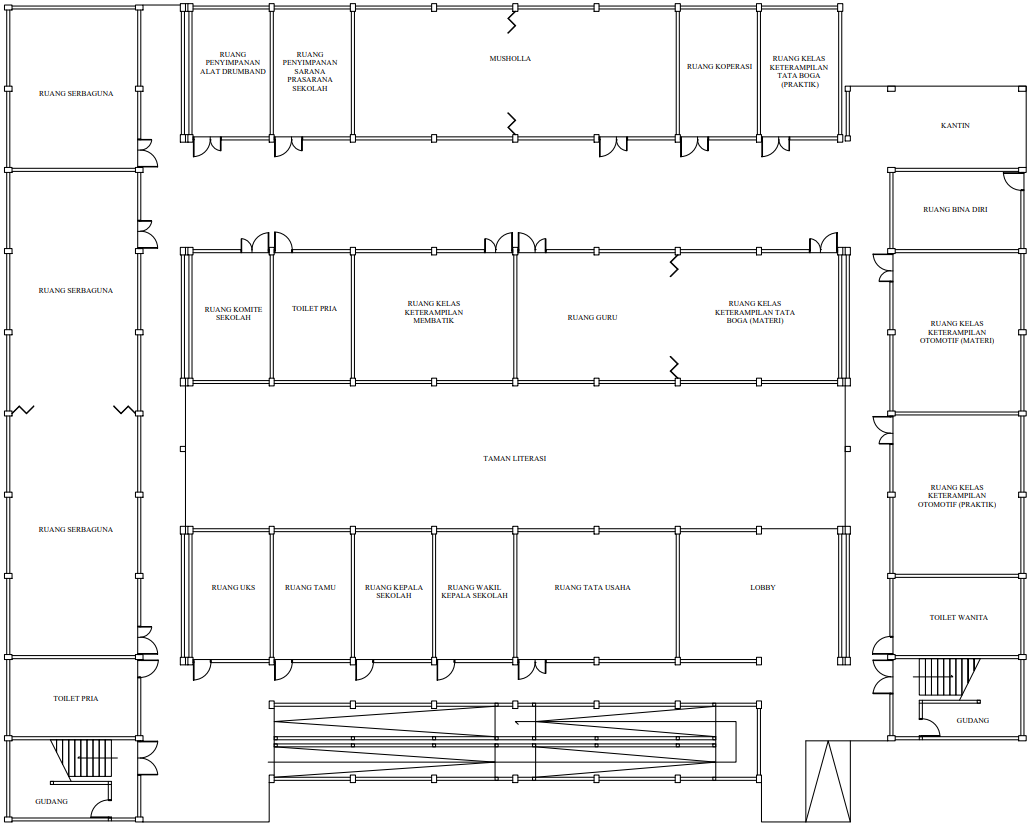 RUANG SERBAGUNA
RUANG
PENYIMPANAN
ALAT DRUMBAND
RUANG
PENYIMPANAN
SARANA
PRASARANA
SEKOLAH
MUSHOLLA
RUANG KOPERASI
RUANG KELAS
KETERAMPILAN
TATA BOGA
(PRAKTIK)
KANTIN
RUANG BINA DIRI
RUANG SERBAGUNA
RUANG KOMITE
SEKOLAH
TOILET PRIA
RUANG KELAS
KETERAMPILAN
MEMBATIK
RUANG GURU
RUANG KELAS
KETERAMPILAN TATA
BOGA (MATERI)
RUANG KELAS
KETERAMPILAN
OTOMOTIF (MATERI)
TAMAN LITERASI
RUANG KELAS
KETERAMPILAN
OTOMOTIF (PRAKTIK)
RUANG SERBAGUNA
RUANG UKS
RUANG TAMU
RUANG KEPALA
SEKOLAH
RUANG WAKIL
KEPALA SEKOLAH
RUANG TATA USAHA
LOBBY
TOILET WANITA
TOILET PRIA
GUDANG
GUDANG